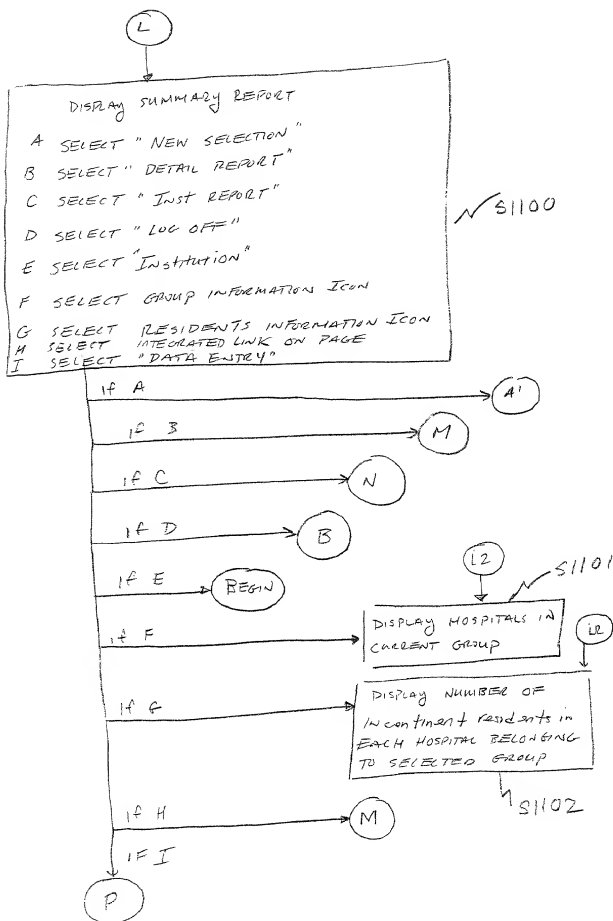 L
DISPLAY SUMMARY REPORT
A SELECT "NEW SELECTION"
B SELECT "DETAIL REPORT"
C SELECT "INST REPORT"
D SELECT "LOG OFF"
E SELECT "Institution"
F SELECT GROUP INFORMATION ICON
G SELECT RESIDENTS INFORMATION ICON
H SELECT INTEGRATED LINK ON PAGE
I SELECT "DATA ENTRY"
S1100
if A
A'
if B
M
if C
N
if D
B
if E
BEGIN
L2
S1101
if F
DISPLAY HOSPITALS IN
CURRENT GROUP
if G
DISPLAY NUMBER OF
Incontinent residents in
EACH HOSPITAL BELONGING
TO SELECTED GROUP
S1102
if H
M
IF I
P